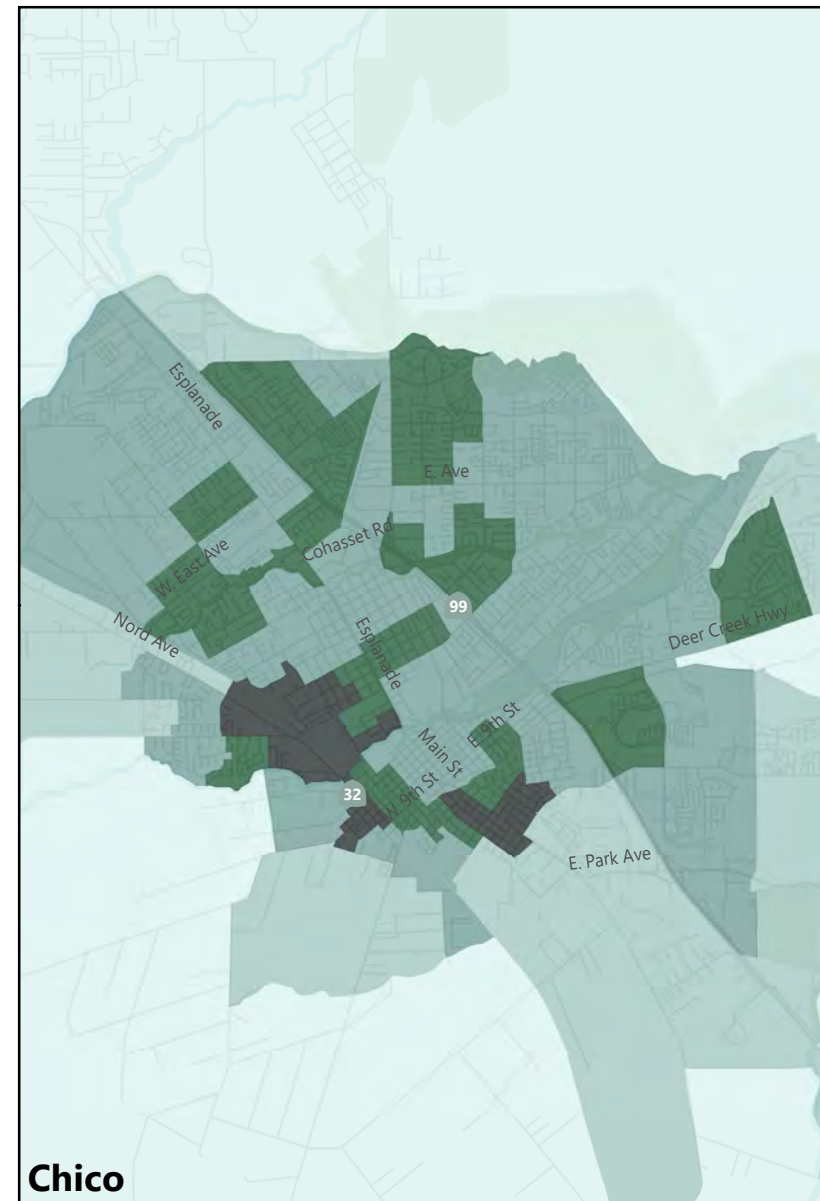 Esplanade
E. Ave
Cohasset Rd
W. East Ave
99
Nord Ave
Esplanade
Deer Creek Hwy
E. 9th St
Main St
32
W. 9th St
E. Park Ave
Chico